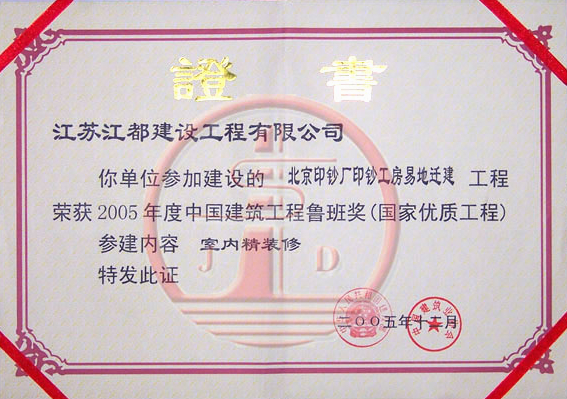 證書
江苏江都建设工程有限公司
你单位参加建设的 北京印钞厂印钞工房易地迁建 工程
荣获2005年度中国建筑工程鲁班奖(国家优质工程)
参建内容 室内精装修
特发此证
J D
二〇〇五年十二月